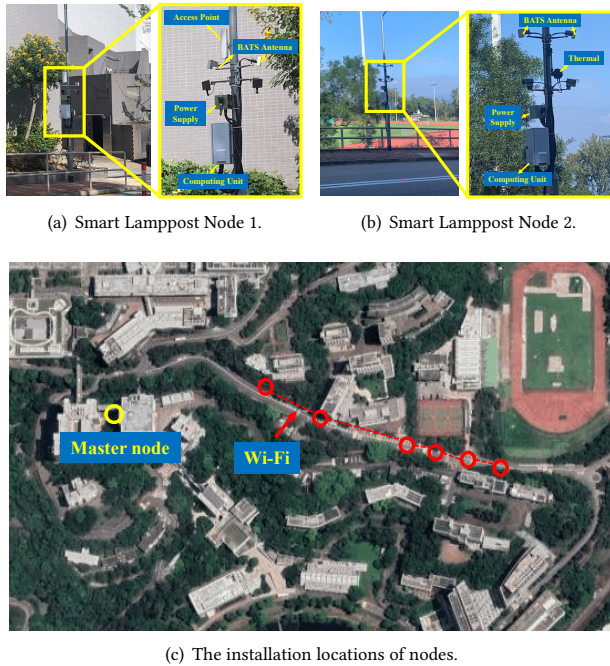 Access Point
BATS Antenna
Power
Supply
Computing Unit
BATS Antenna
Thermal
Power
Supply
Computing Unit
(a) Smart Lamppost Node 1.
(b) Smart Lamppost Node 2.
Master node
Wi-Fi
(c) The installation locations of nodes.